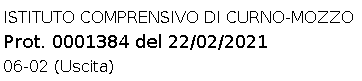 ISTITUTO COMPRENSIVO DI CURNO-MOZZO
Prot. 0001384 del 22/02/2021
06-02 (Uscita)